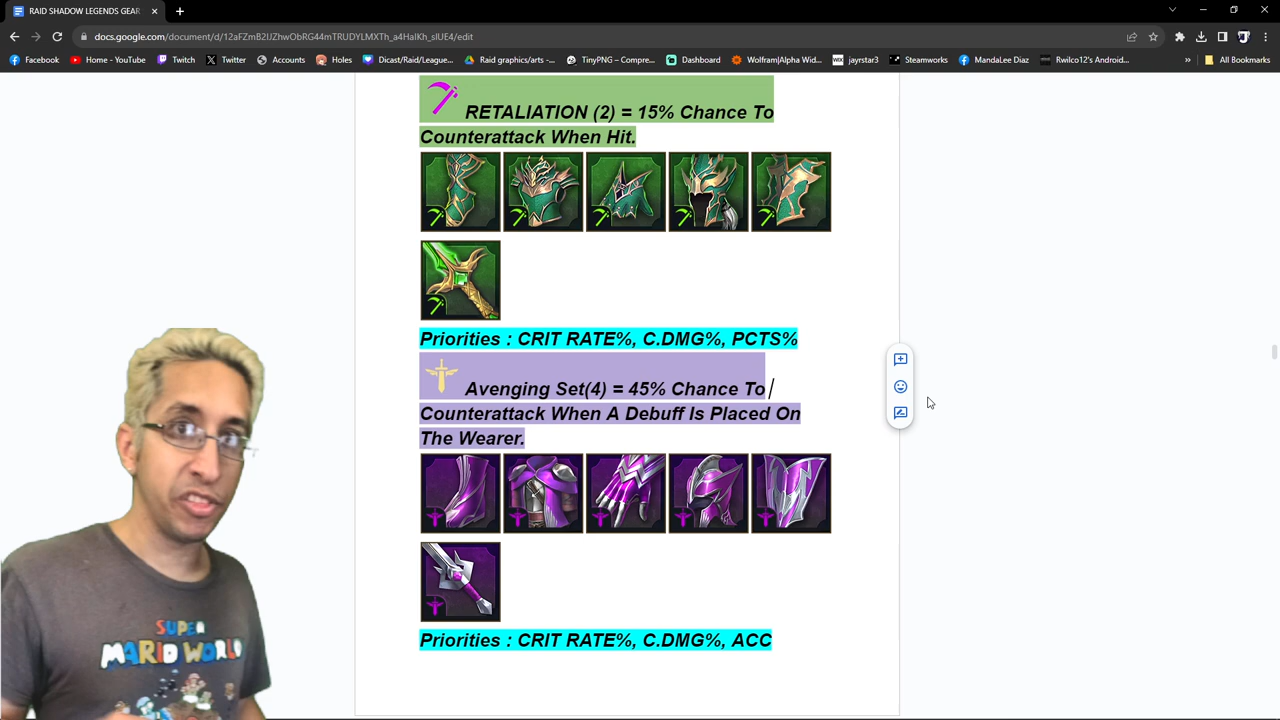 RAID SHADOW LEGENDS GEAR
docs.google.com/document/d/12aFZmB2IJZhwObRG44mTRUDYLMXTh_a4HaIKh_sIUE4/edit
Facebook
Home - YouTube
Twitch
Twitter
Accounts
Holes
Dicast/Raid/League...
Raid graphics/arts -...
TinyPNG – Compre...
Dashboard
Wolfram|Alpha Wid...
jayrstar3
Steamworks
MandaLee Diaz
Rwilco12's Android...
All Bookmarks
RETALIATION (2) = 15% Chance To
Counterattack When Hit.
Priorities : CRIT RATE%, C.DMG%, PCTS%
Avenging Set(4) = 45% Chance To
Counterattack When A Debuff Is Placed On
The Wearer.
Priorities : CRIT RATE%, C.DMG%, ACC
SUPER
MARIO WORLD